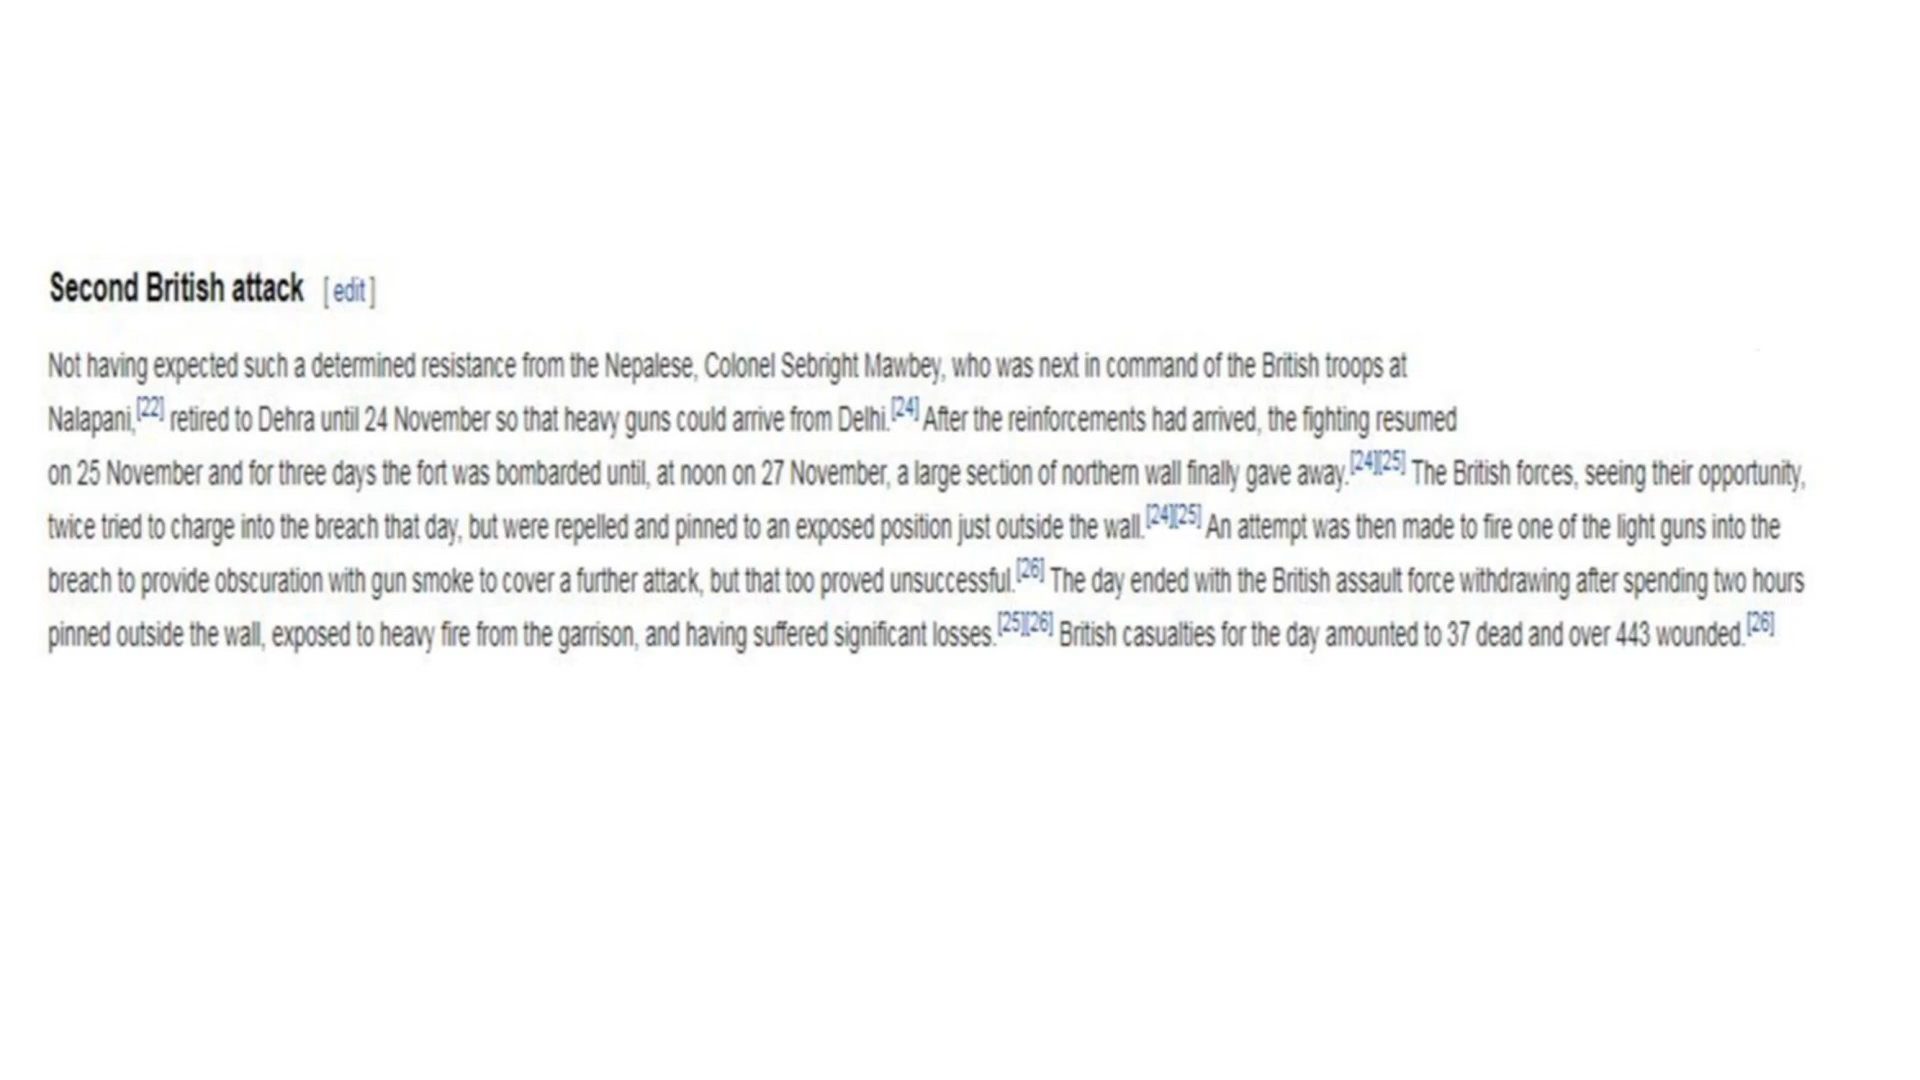 Second British attack [ edit ]
Not having expected such a determined resistance from the Nepalese, Colonel Sebright Mawbey, who was next in command of the British troops at
Nalapani,[22] retired to Dehra until 24 November so that heavy guns could arrive from Delhi.[24] After the reinforcements had arrived, the fighting resumed
on 25 November and for three days the fort was bombarded until, at noon on 27 November, a large section of northern wall finally gave away.[24][25] The British forces, seeing their opportunity,
twice tried to charge into the breach that day, but were repelled and pinned to an exposed position just outside the wall.[24][25] An attempt was then made to fire one of the light guns into the
breach to provide obscuration with gun smoke to cover a further attack, but that too proved unsuccessful.[26] The day ended with the British assault force withdrawing after spending two hours
pinned outside the wall, exposed to heavy fire from the garrison, and having suffered significant losses.[25][26] British casualties for the day amounted to 37 dead and over 443 wounded.[26]